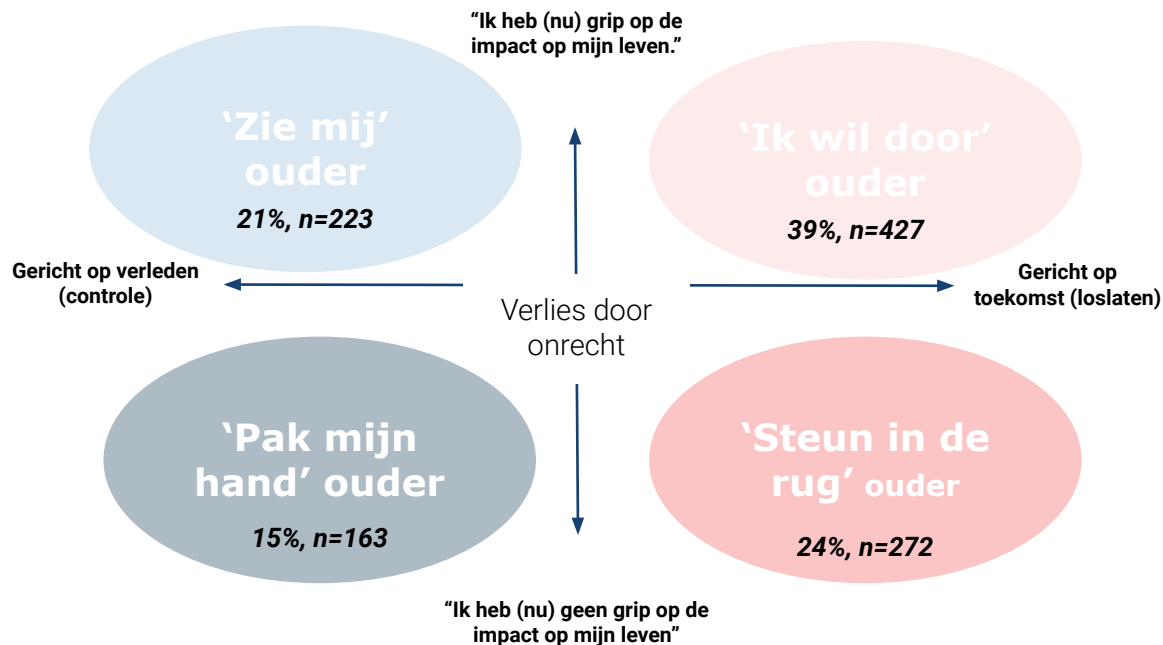 “Ik heb (nu) grip op de
impact op mijn leven.”
‘Zie mij’
ouder
21%, n=223
‘Ik wil door’
ouder
39%, n=427
Gericht op verleden
(controle)
Gericht op
toekomst (loslaten)
Verlies door
onrecht
‘Pak mijn
hand’ ouder
15%, n=163
‘Steun in de
rug’ ouder
24%, n=272
“Ik heb (nu) geen grip op de
impact op mijn leven”